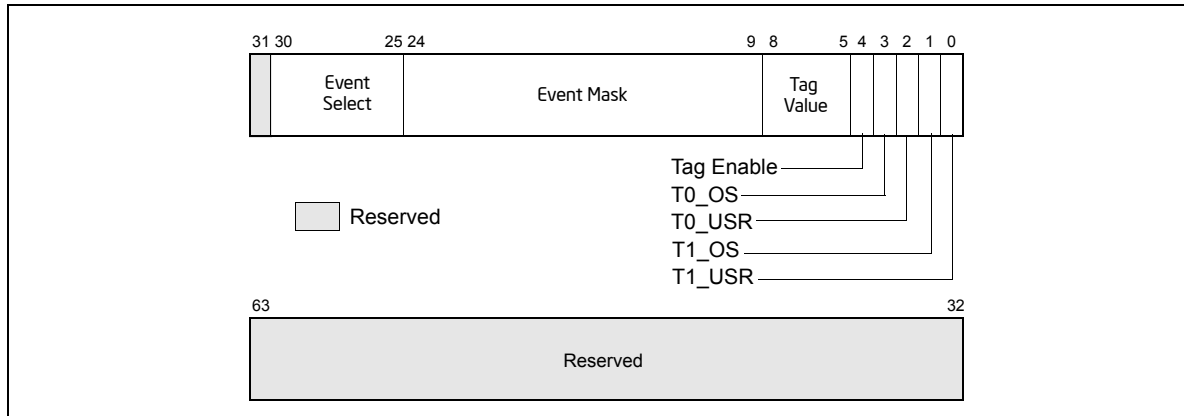 31 30 25 24 9 8 5 4 3 2 1 0
Event
Select
Event Mask
Tag
Value
Tag Enable
T0_OS
Reserved
T0_USR
T1_OS
T1_USR
63 32
Reserved